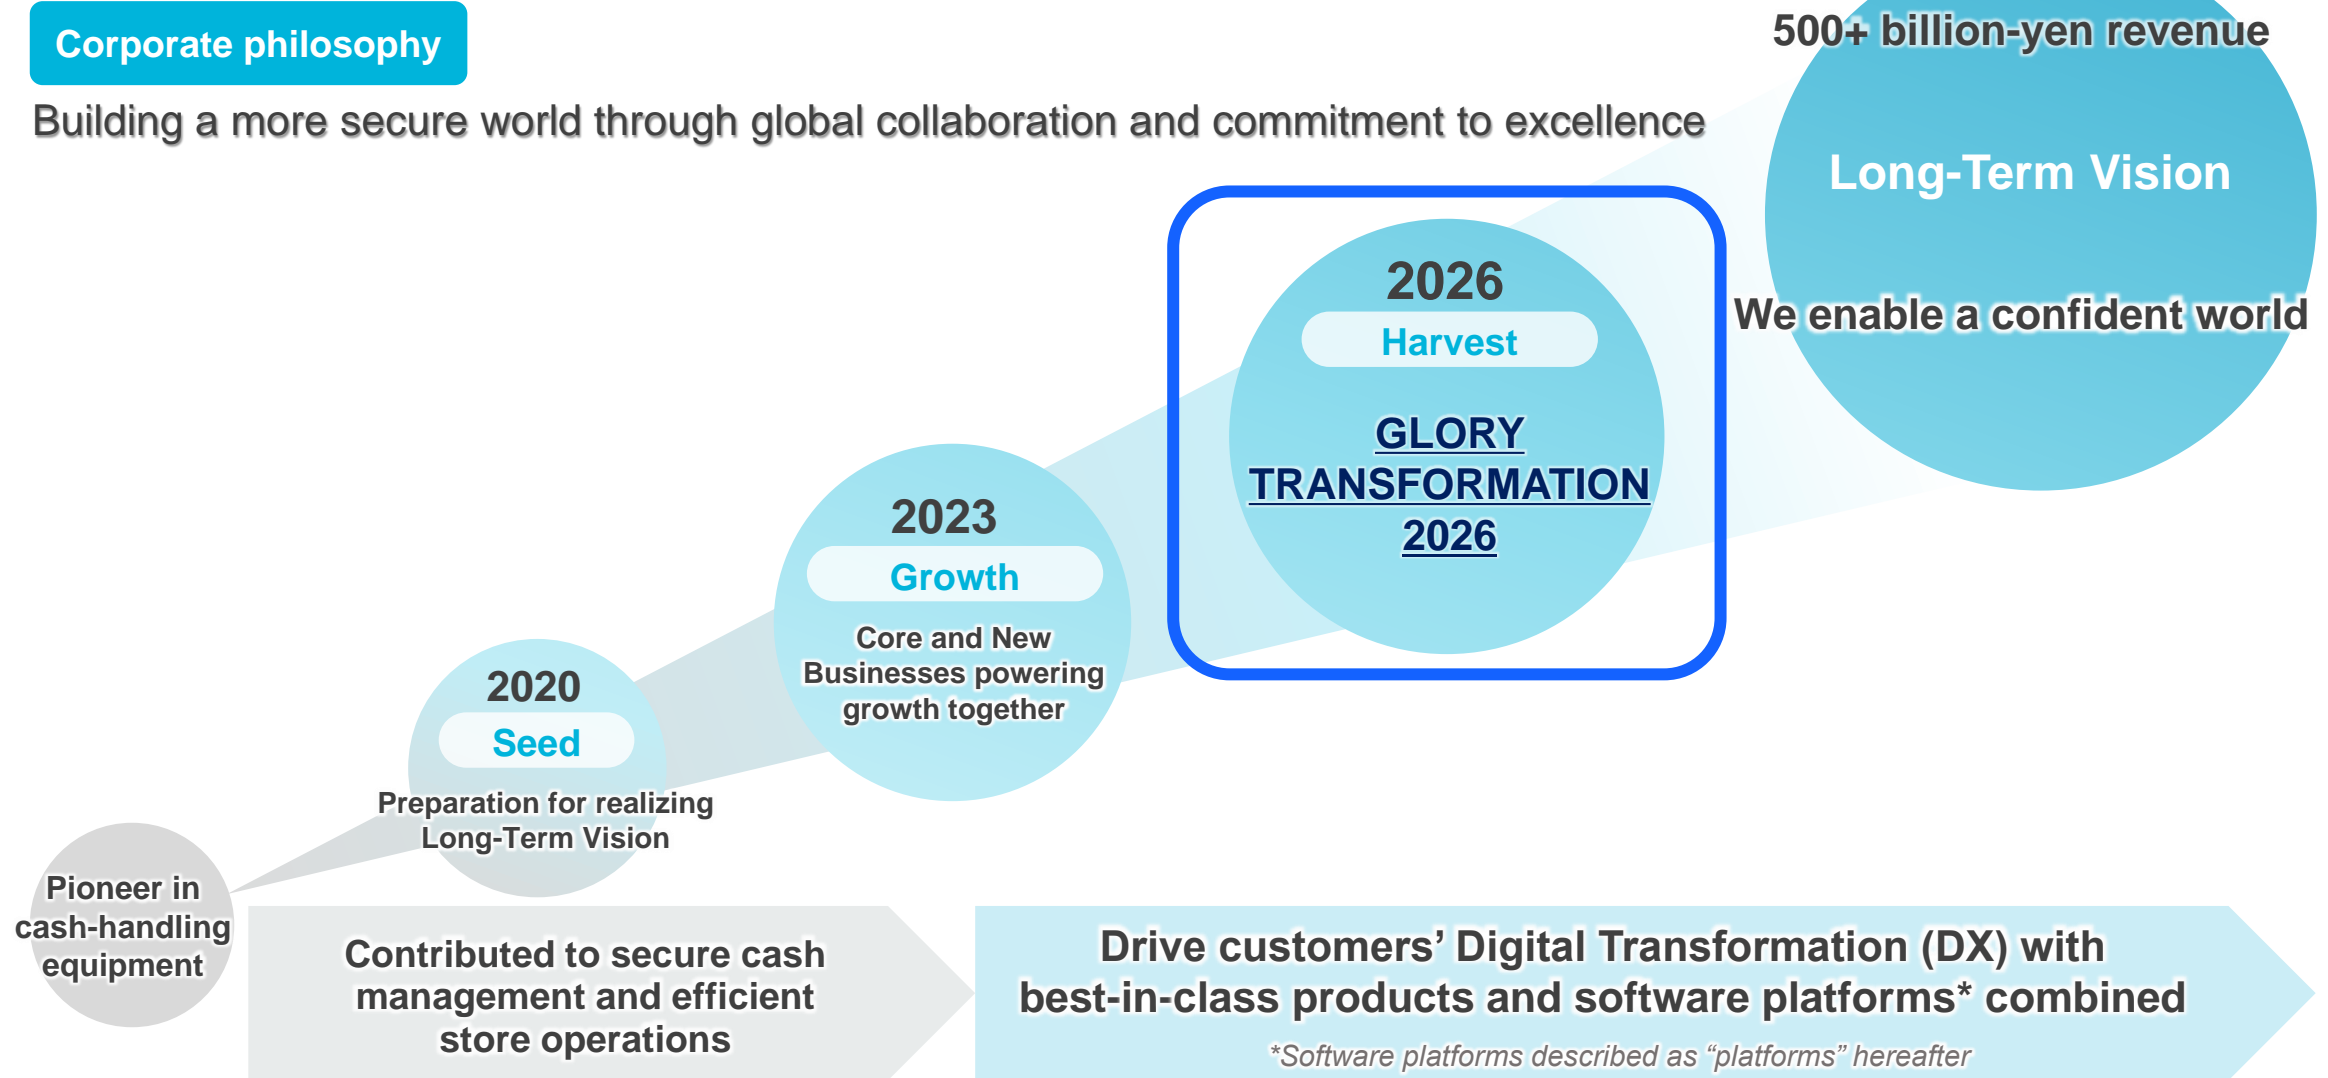 Corporate philosophy
Building a more secure world through global collaboration and commitment to excellence
500+ billion-yen revenue
Long-Term Vision
We enable a confident world
2026
Harvest
GLORY
TRANSFORMATION
2026
2023
Growth
Core and New
Businesses powering
growth together
2020
Seed
Preparation for realizing
Long-Term Vision
Pioneer in
cash-handling
equipment
Contributed to secure cash
management and efficient
store operations
Drive customers’ Digital Transformation (DX) with
best-in-class products and software platforms* combined
*Software platforms described as “platforms” hereafter